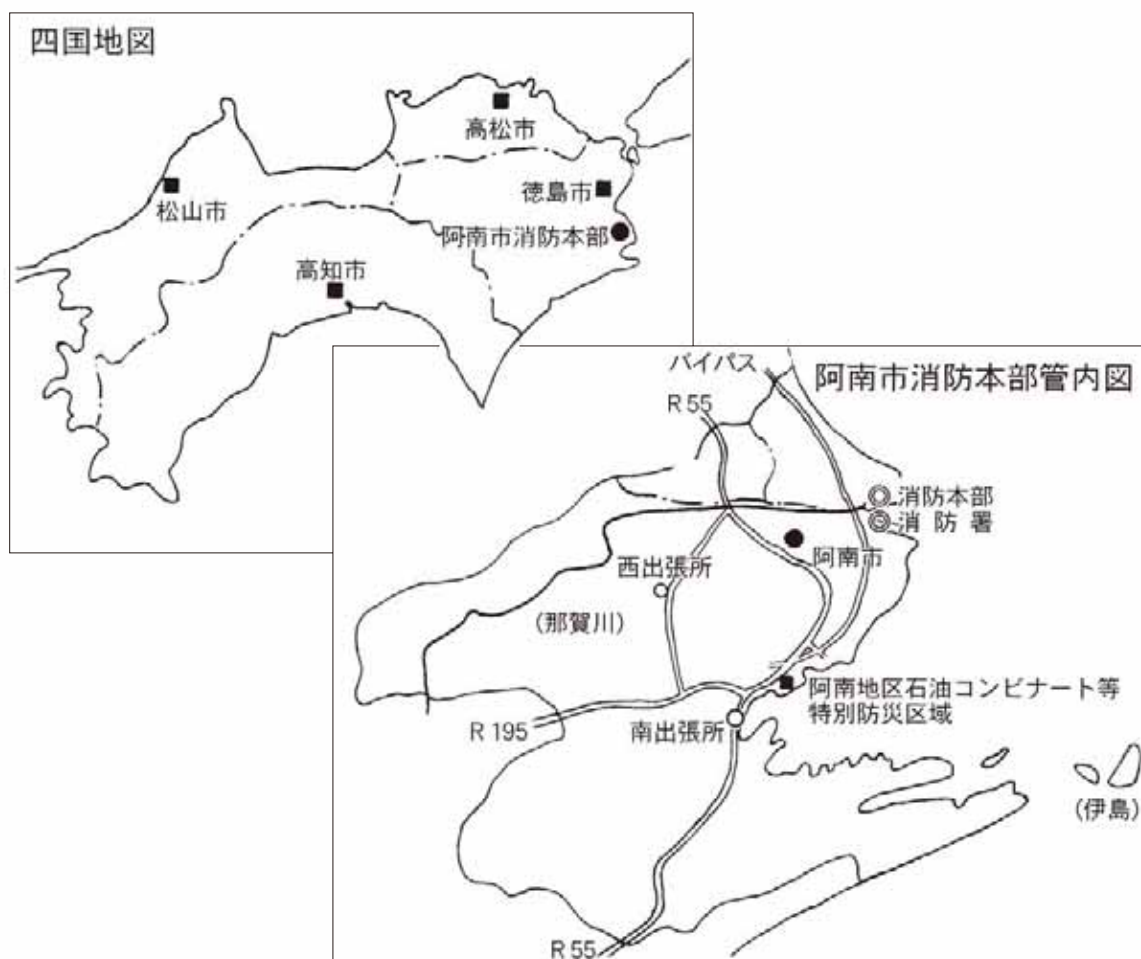 四国地図
高松市
徳島市
松山市
阿南市消防本部
高知市
阿南市消防本部管内図
バイパス
R 55
消防本部
消 防 署
阿南市
西出張所
(那賀川)
阿南地区石油コンビナート等
特別防災区域
R 195
南出張所
(伊島)
R 55